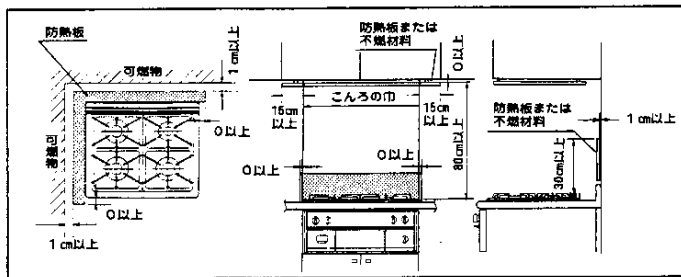 防熱板
可燃物
1cm以上
可燃物
0以上
0以上
1cm以上
防熱板または
不燃材料
0以上
こんろの巾
15cm
以上
15cm
以上
0以上
0以上
80cm以上
防熱板または
不燃材料
1cm以上
30cm以上